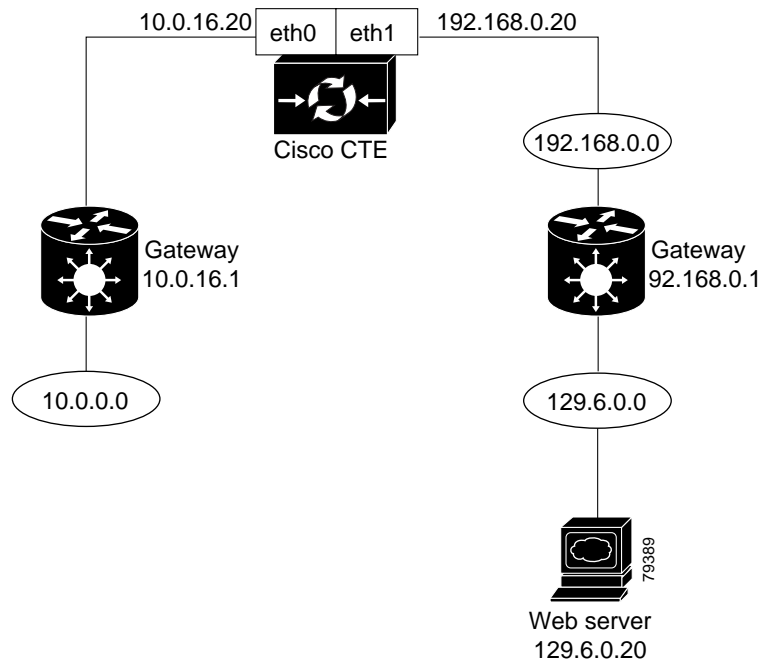 10.0.16.20
eth0
eth1
192.168.0.20
Cisco CTE
192.168.0.0
Gateway
10.0.16.1
Gateway
92.168.0.1
10.0.0.0
129.6.0.0
79389
Web server
129.6.0.20